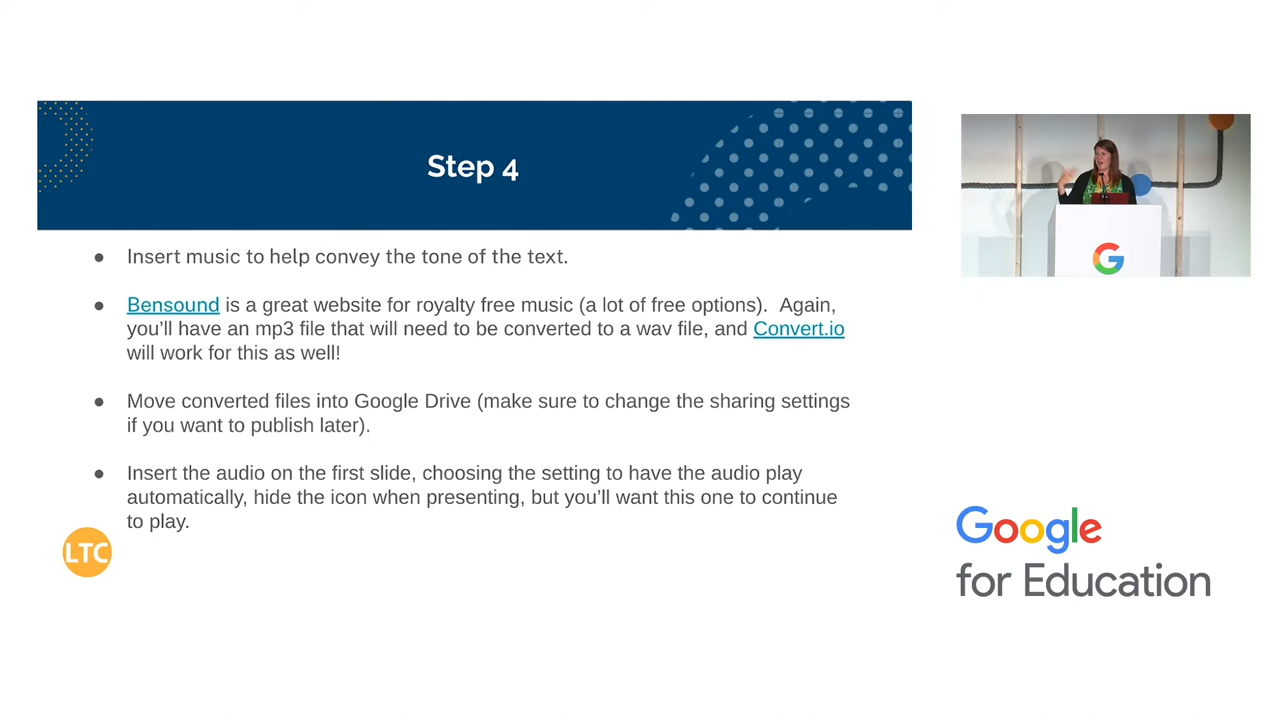 Step 4
● Insert music to help convey the tone of the text.
● Bensound is a great website for royalty free music (a lot of free options).  Again,
you'll have an mp3 file that will need to be converted to a wav file, and Convert.io
will work for this as well!
● Move converted files into Google Drive (make sure to change the sharing settings
if you want to publish later).
● Insert the audio on the first slide, choosing the setting to have the audio play
automatically, hide the icon when presenting, but you'll want this one to continue
to play.
LTC
G
Google
for Education